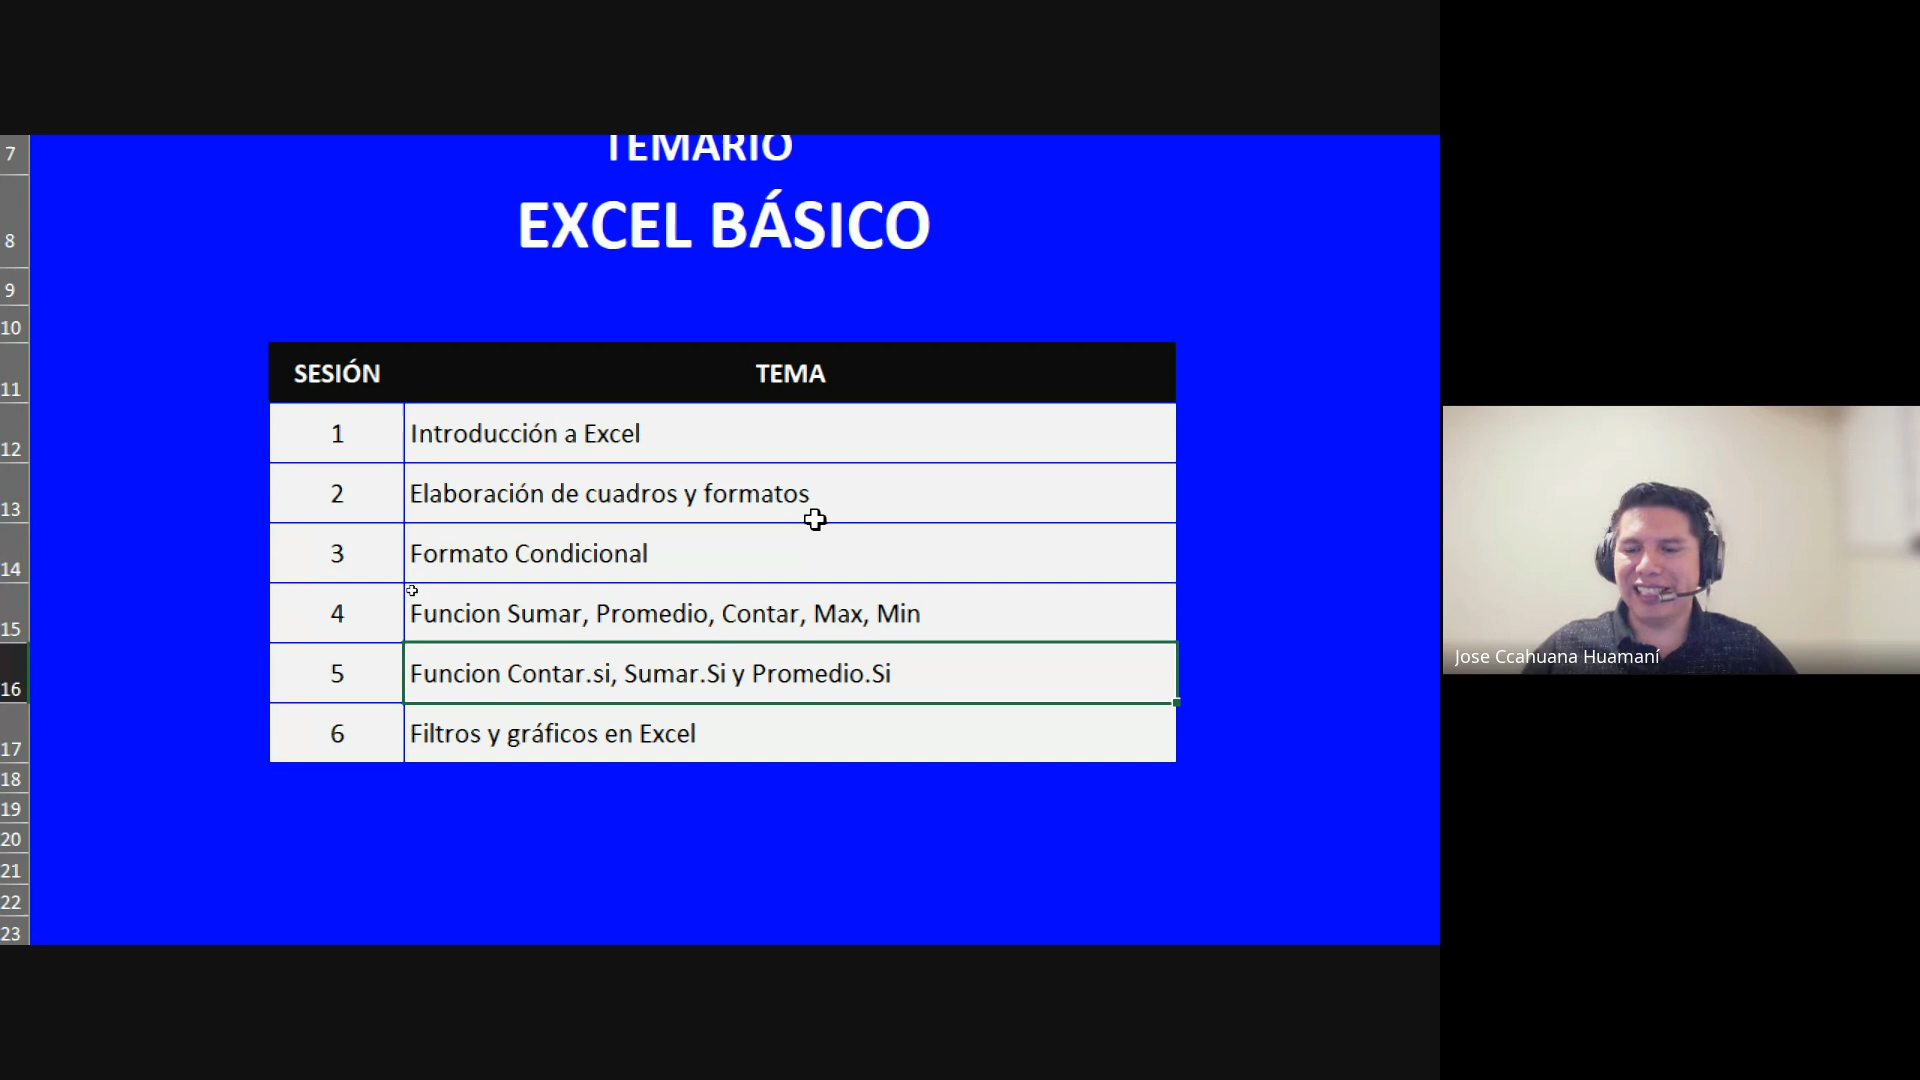 7
TEMARIO
8
EXCEL BÁSICO
9
10
11
SESIÓN TEMA
12
1 Introducción a Excel
13
2 Elaboración de cuadros y formatos
14
3 Formato Condicional
15
4 Funcion Sumar, Promedio, Contar, Max, Min
16
5 Funcion Contar.si, Sumar.Si y Promedio.Si
17
6 Filtros y gráficos en Excel
18
19
20
21
22
23
Jose Ccahuana Huamaní